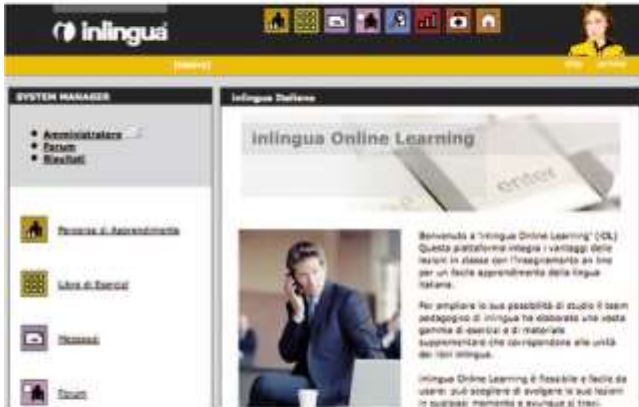 inlingua
SYSTEM MANAGER
Amministratore
Forum
Risultati
Percorso di Apprendimento
Libro di Esercizi
Messaggi
Forum
inlingua Italiano
inlingua Online Learning
enter
Benvenuto a "inlingua Online Learning" (iOL)
Questa piattaforma integra i vantaggi delle
lezioni in classe con l'insegnamento on line
per un facile apprendimento della lingua
italiana.
Per ampliare le sue possibilità di studio il team
pedagogico di inlingua ha elaborato una vasta
gamma di esercizi e di materiale
supplementare che corrispondono alle unità
dei libri inlingua.
inlingua Online Learning è flessibile e facile da
usare: può scegliere di svolgere le sue lezioni
in qualsiasi momento e ovunque si trovi.